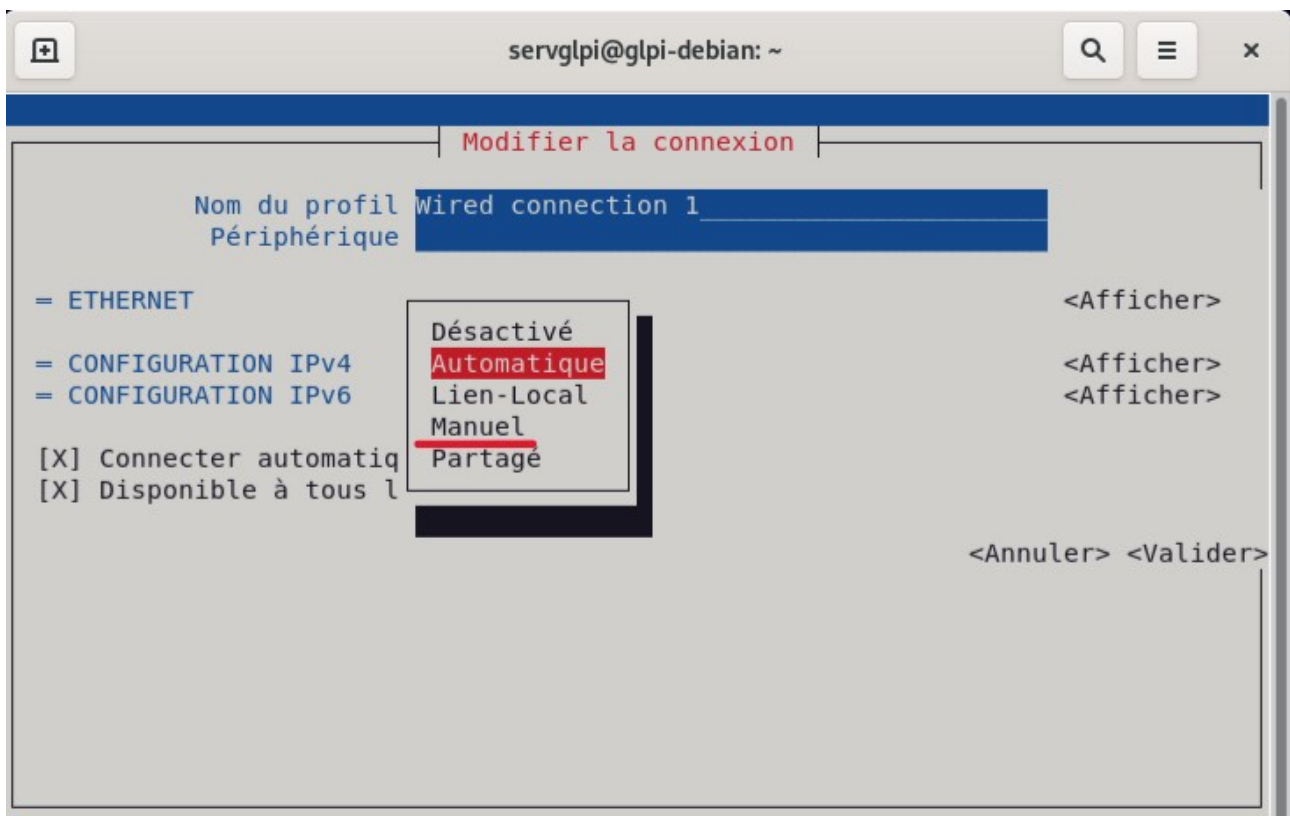 servglpi@glpi-debian: ~
Modifier la connexion
Nom du profil Wired connection 1
Périphérique
= ETHERNET <Afficher>
Désactivé
= CONFIGURATION IPv4 Automatique <Afficher>
= CONFIGURATION IPv6 Lien-Local <Afficher>
Manuel
[X] Connecter automatiq Partagé
[X] Disponible à tous l
<Annuler> <Valider>